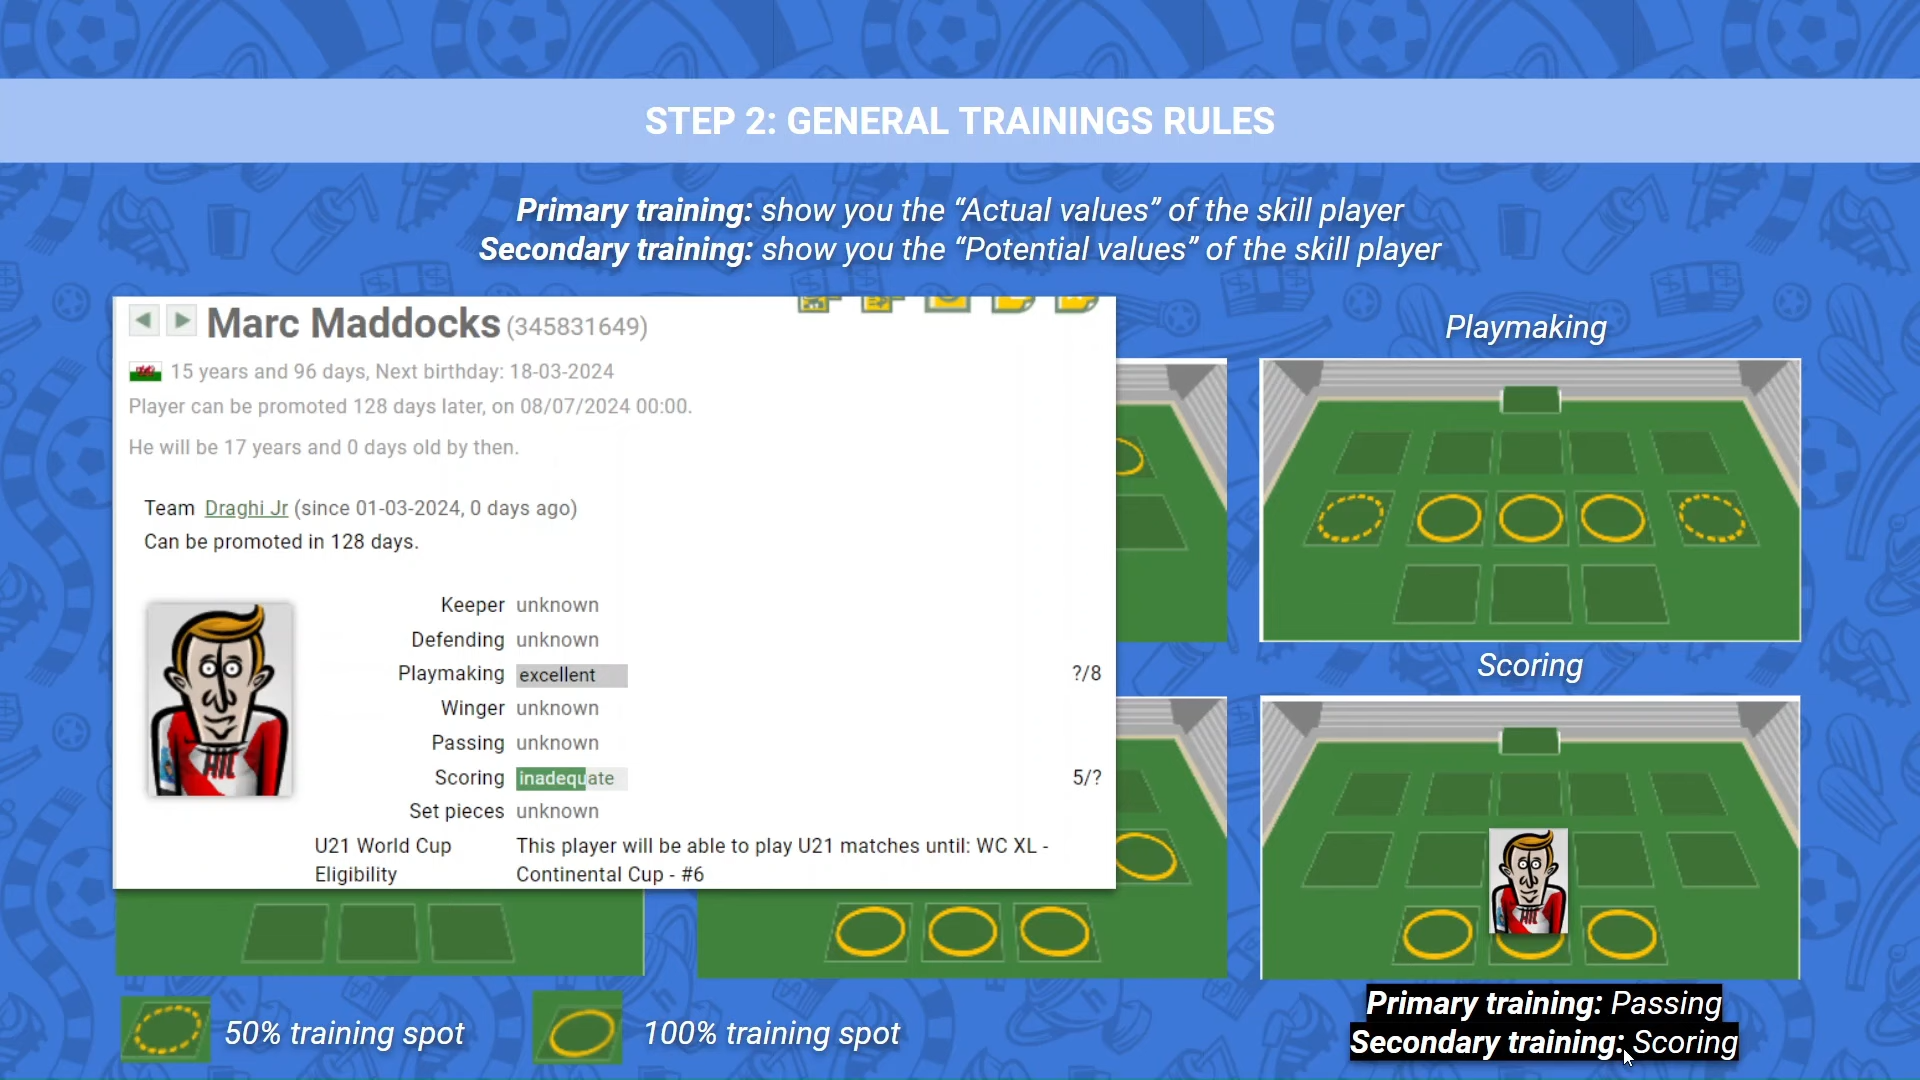 STEP 2: GENERAL TRAININGS RULES
Primary training: show you the “Actual values” of the skill player
Secondary training: show you the “Potential values” of the skill player
Marc Maddocks (345831649)
15 years and 96 days, Next birthday: 18-03-2024
Player can be promoted 128 days later, on 08/07/2024 00:00.
He will be 17 years and 0 days old by then.
Team Draghi Jr (since 01-03-2024, 0 days ago)
Can be promoted in 128 days.
Keeper unknown
Defending unknown
Playmaking excellent ?/8
Winger unknown
Passing unknown
Scoring inadequate 5/?
Set pieces unknown
U21 World Cup Eligibility
This player will be able to play U21 matches until: WC XL -
Continental Cup - #6
Playmaking
Scoring
50% training spot
100% training spot
Primary training: Passing
Secondary training: Scoring